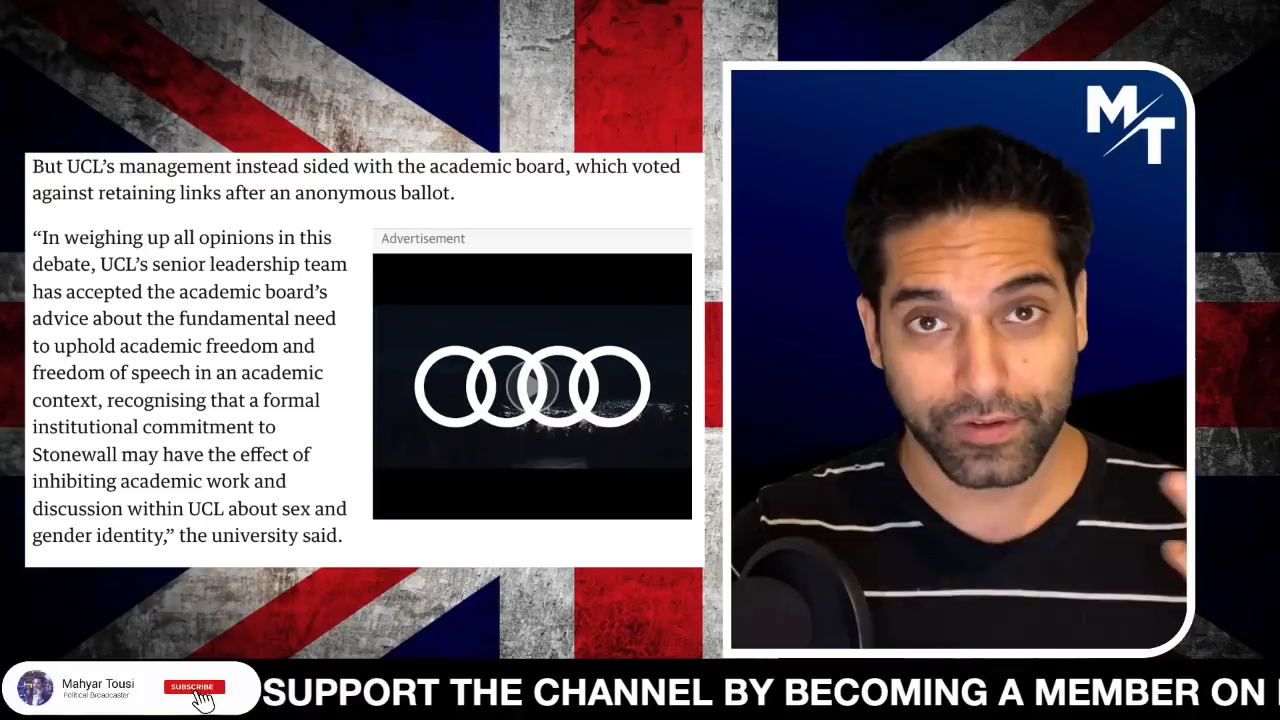 But UCL’s management instead sided with the academic board, which voted
against retaining links after an anonymous ballot.
“In weighing up all opinions in this
debate, UCL’s senior leadership team
has accepted the academic board’s
advice about the fundamental need
to uphold academic freedom and
freedom of speech in an academic
context, recognising that a formal
institutional commitment to
Stonewall may have the effect of
inhibiting academic work and
discussion within UCL about sex and
gender identity,” the university said.
Advertisement
MT
Mahyar Tousi
Political Broadcaster
SUBSCRIBE
SUPPORT THE CHANNEL BY BECOMING A MEMBER ON